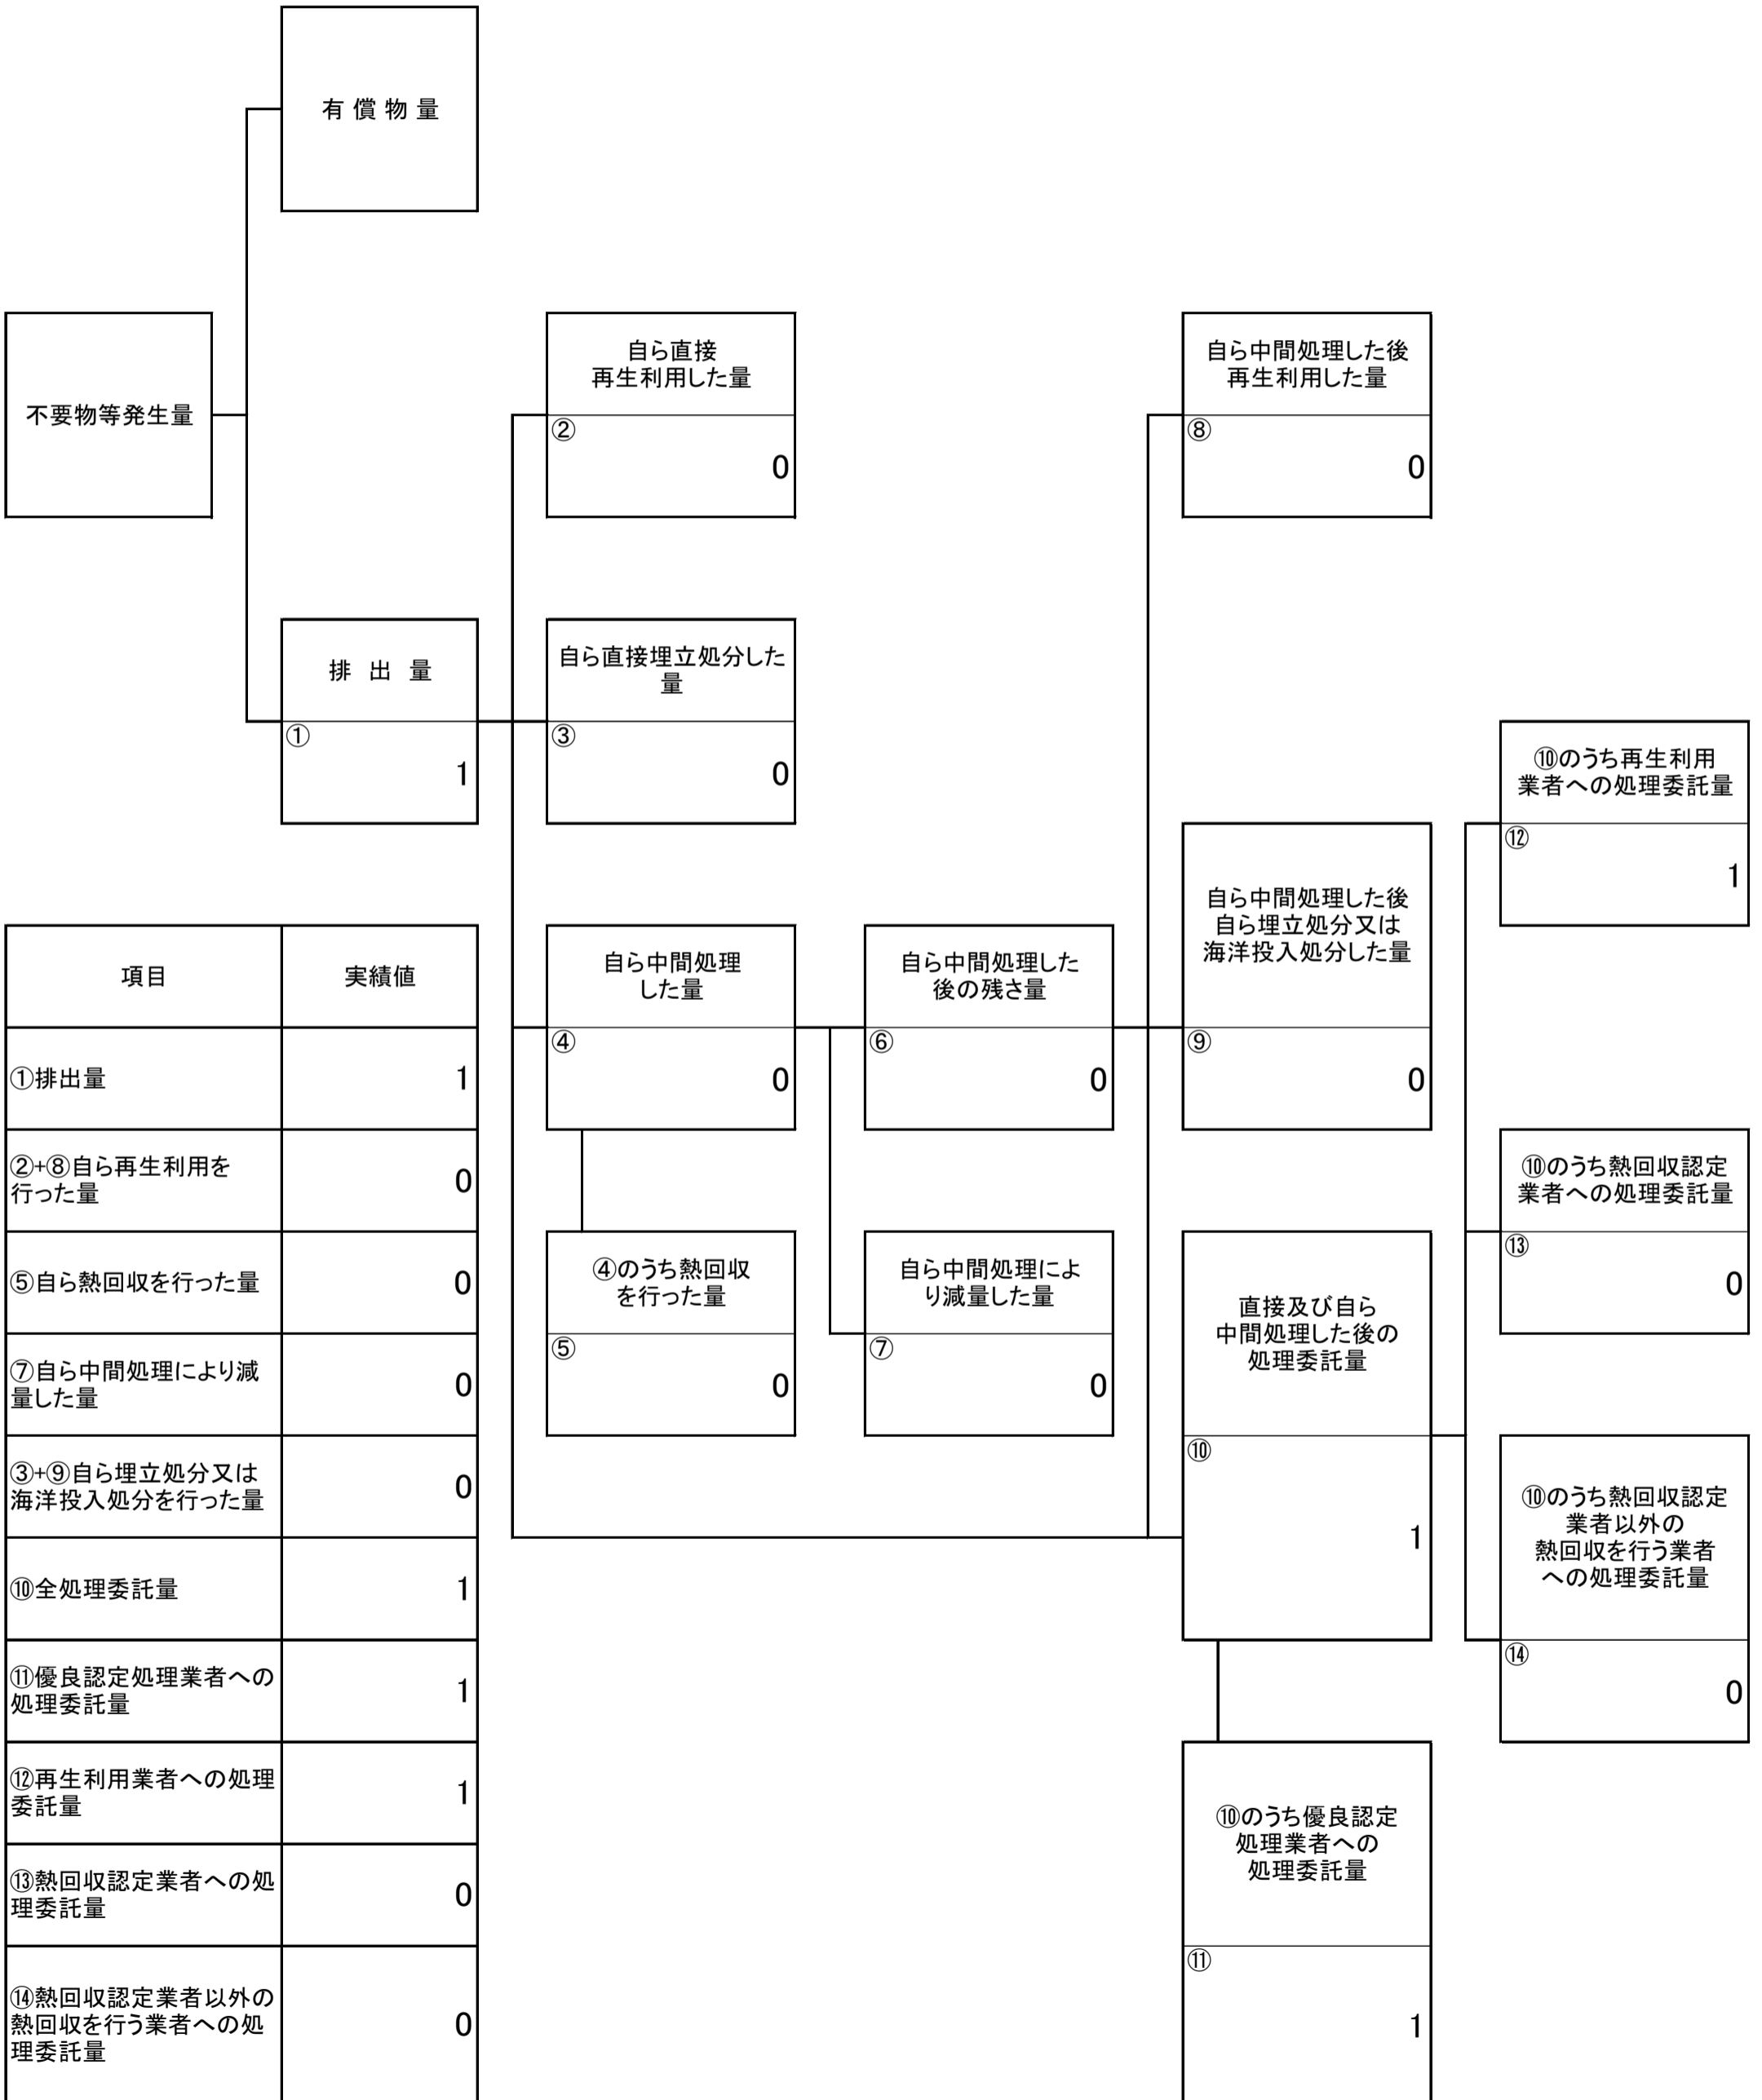 有償物量
不要物等発生量
自ら直接
再生利用した量
②
0
自ら中間処理した後
再生利用した量
⑧
0
排出量
①
1
自ら直接埋立処分した
量
③
0
⑩のうち再生利用
業者への処理委託量
⑫
1
自ら中間処理した後
自ら埋立処分又は
海洋投入処分した量
⑨
0
自ら中間処理
した量
④
0
自ら中間処理した
後の残さ量
⑥
0
⑩のうち熱回収認定
業者への処理委託量
⑬
0
④のうち熱回収
を行った量
⑤
0
自ら中間処理によ
り減量した量
⑦
0
直接及び自ら
中間処理した後の
処理委託量
⑩
1
⑩のうち熱回収認定
業者以外の
熱回収を行う業者
への処理委託量
⑭
0
⑩のうち優良認定
処理業者への
処理委託量
⑪
1
項目 実績値
①排出量 1
②+⑧自ら再生利用を
行った量 0
⑤自ら熱回収を行った量 0
⑦自ら中間処理により減
量した量 0
③+⑨自ら埋立処分又は
海洋投入処分を行った量 0
⑩全処理委託量 1
⑪優良認定処理業者への
処理委託量 1
⑫再生利用業者への処理
委託量 1
⑬熱回収認定業者への処
理委託量 0
⑭熱回収認定業者以外の
熱回収を行う業者への処
理委託量 0